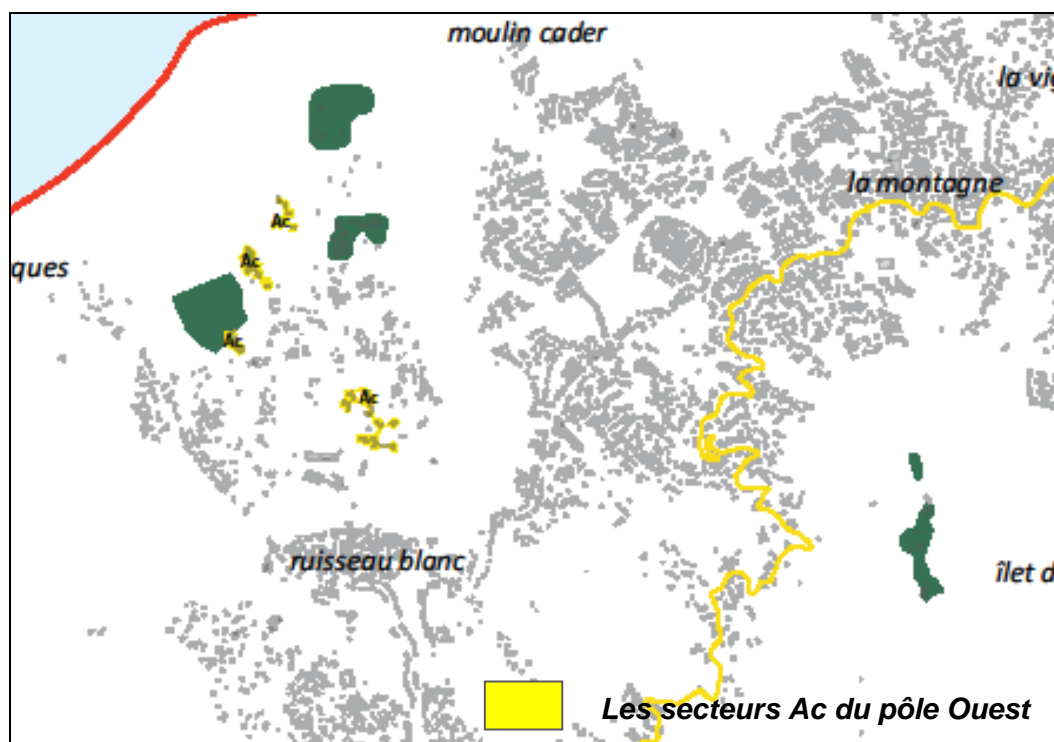 moulin cader
la vig
la montagne
Ac
ques
Ac
Ac
Ac
ruisseau blanc
îlet d
Les secteurs Ac du pôle Ouest